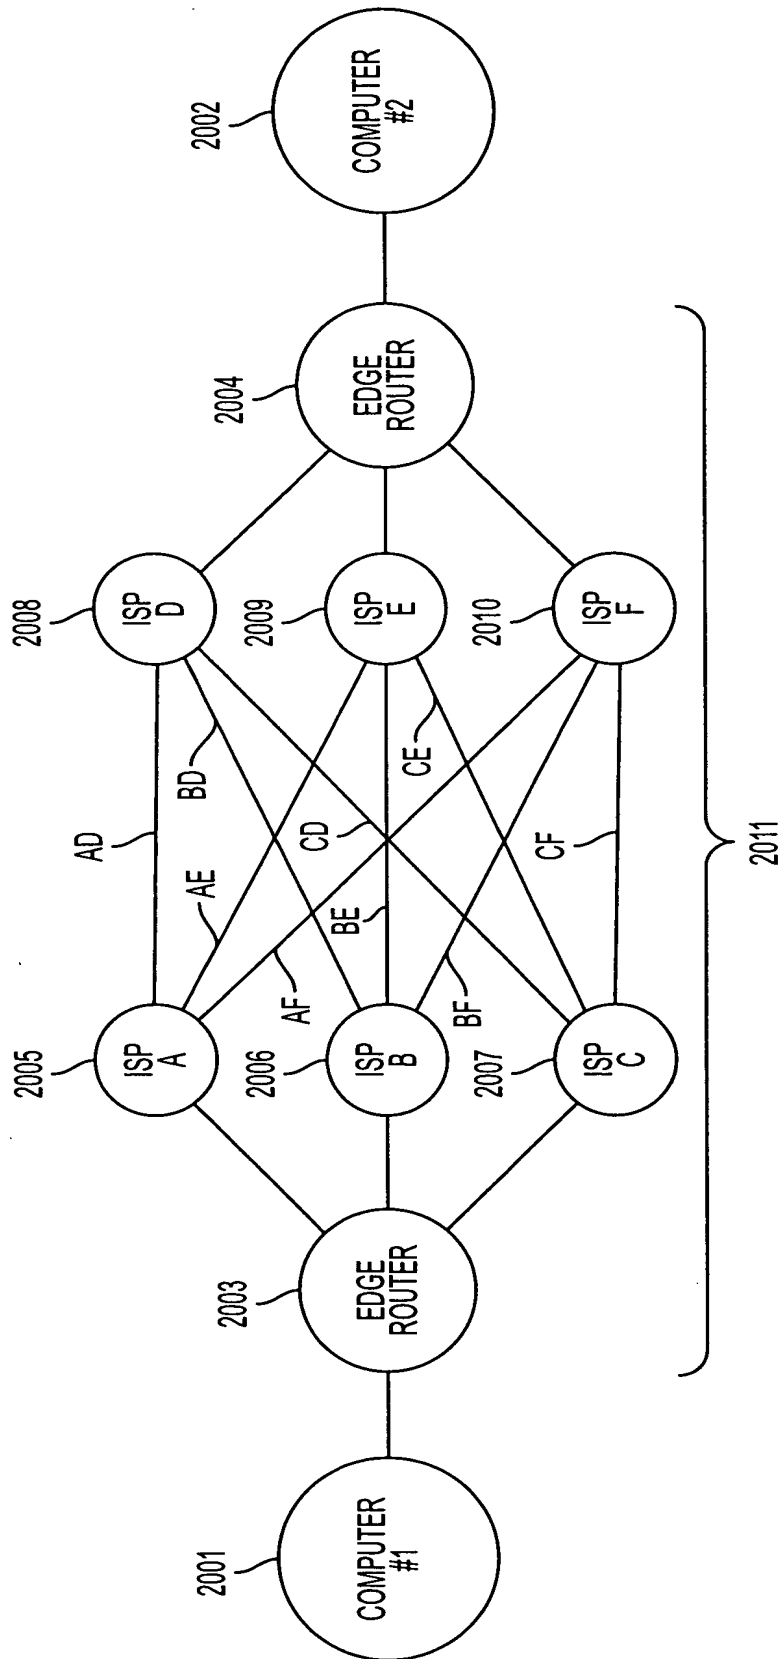 2001
COMPUTER
#1
2003
EDGE
ROUTER
2005
ISP
A
2006
ISP
B
2007
ISP
C
AD
AE
AF
BD
CD
BE
BF
CE
CF
2008
ISP
D
2009
ISP
E
2010
ISP
F
2004
EDGE
ROUTER
2002
COMPUTER
#2
2011